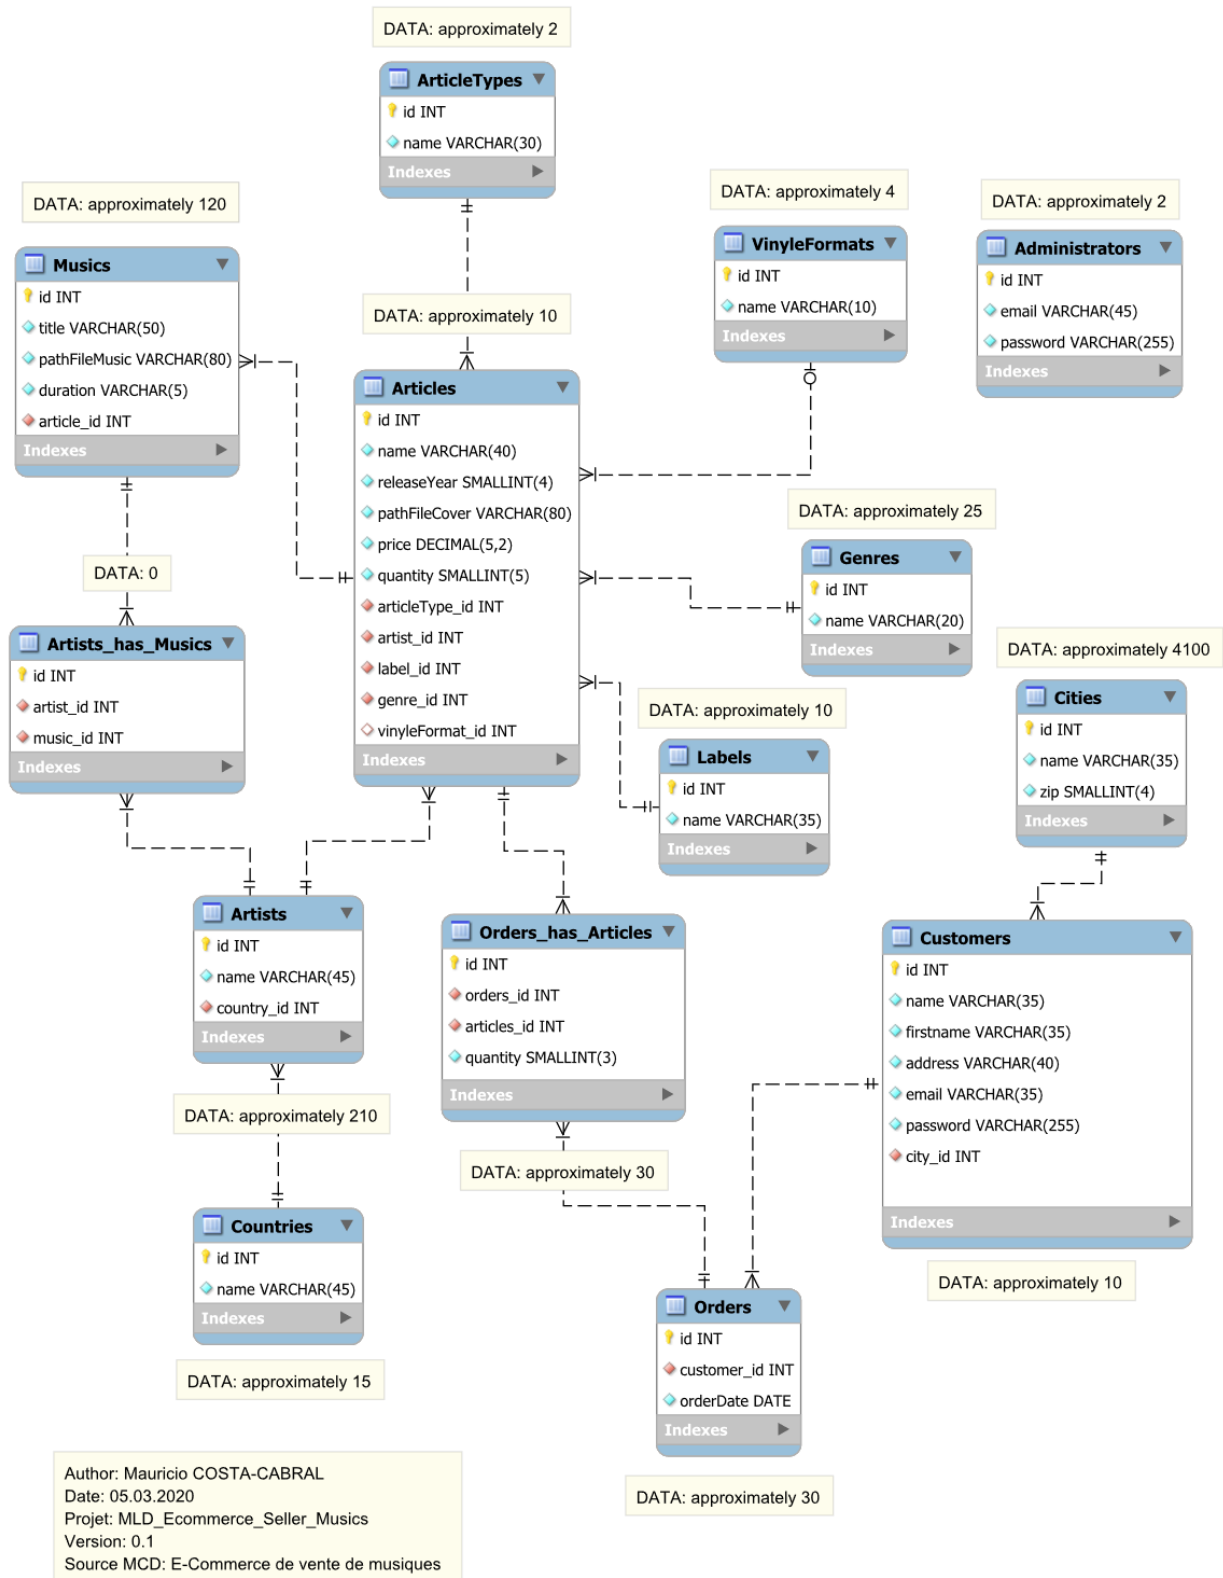 DATA: approximately 2
ArticleTypes
id INT
name VARCHAR(30)
Indexes
DATA: approximately 120
Musics
id INT
title VARCHAR(50)
pathFileMusic VARCHAR(80)
duration VARCHAR(5)
article_id INT
Indexes
DATA: approximately 4
VinyleFormats
id INT
name VARCHAR(10)
Indexes
DATA: approximately 2
Administrators
id INT
email VARCHAR(45)
password VARCHAR(255)
Indexes
DATA: approximately 10
Articles
id INT
name VARCHAR(40)
releaseYear SMALLINT(4)
pathFileCover VARCHAR(80)
price DECIMAL(5,2)
quantity SMALLINT(5)
articleType_id INT
artist_id INT
label_id INT
genre_id INT
vinyleFormat_id INT
Indexes
DATA: approximately 25
Genres
id INT
name VARCHAR(20)
Indexes
DATA: 0
Artists_has_Musics
id INT
artist_id INT
music_id INT
Indexes
DATA: approximately 10
Labels
id INT
name VARCHAR(35)
Indexes
DATA: approximately 4100
Cities
id INT
name VARCHAR(35)
zip SMALLINT(4)
Indexes
Artists
id INT
name VARCHAR(45)
country_id INT
Indexes
DATA: approximately 210
Orders_has_Articles
id INT
orders_id INT
articles_id INT
quantity SMALLINT(3)
Indexes
DATA: approximately 30
Customers
id INT
name VARCHAR(35)
firstname VARCHAR(35)
address VARCHAR(40)
email VARCHAR(35)
password VARCHAR(255)
city_id INT
Indexes
DATA: approximately 10
Countries
id INT
name VARCHAR(45)
Indexes
DATA: approximately 15
Orders
id INT
customer_id INT
orderDate DATE
Indexes
DATA: approximately 30
Author: Mauricio COSTA-CABRAL
Date: 05.03.2020
Projet: MLD_Ecommerce_Seller_Musics
Version: 0.1
Source MCD: E-Commerce de vente de musiques